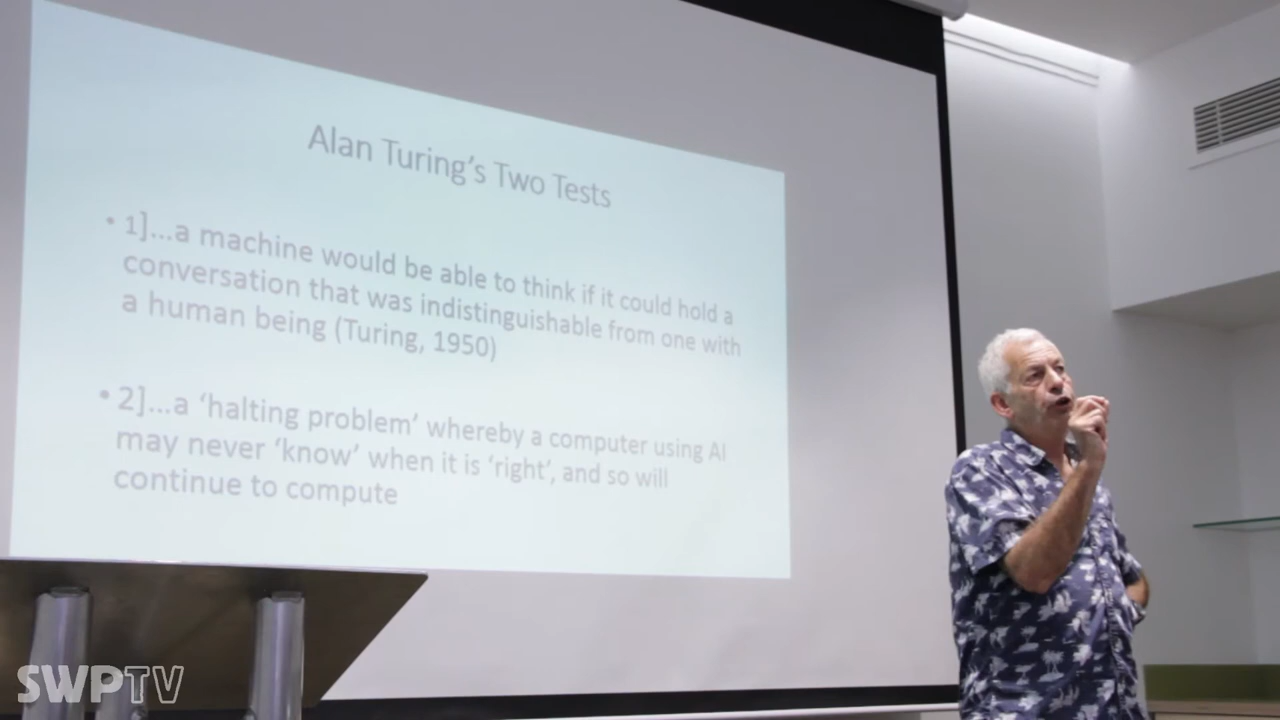 Alan Turing's Two Tests
• 1]...a machine would be able to think if it could hold a
conversation that was indistinguishable from one with
a human being (Turing, 1950)
• 2]...a ‘halting problem’ whereby a computer using AI
may never ‘know’ when it is ‘right’, and so will
continue to compute
SWPTV